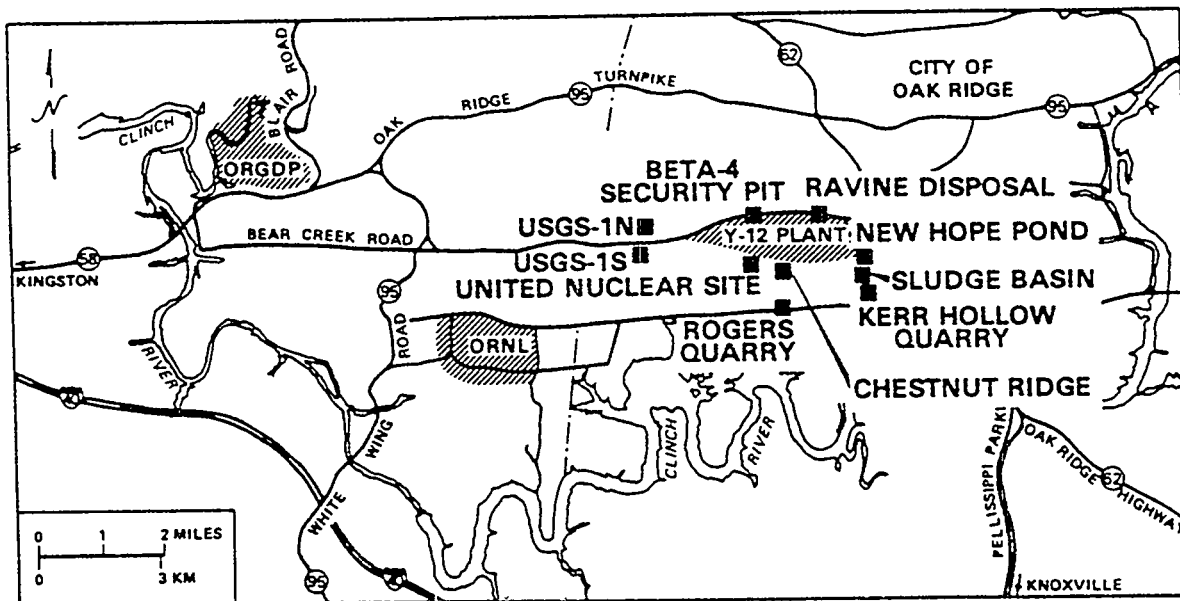 N
CLINCH
BLAIR ROAD
ORGDP
OAK
RIDGE
95
TURNPIKE
62
CITY OF
OAK RIDGE
95
BETA-4
SECURITY PIT
RAVINE DISPOSAL
USGS-1N
Y-12 PLANT
NEW HOPE POND
BEAR CREEK ROAD
58
KINGSTON
USGS-1S
UNITED NUCLEAR SITE
SLUDGE BASIN
95
ROAD
ORNL
ROGERS
QUARRY
KERR HOLLOW
QUARRY
RIVER
CHESTNUT RIDGE
WING
WHITE
CLINCH
RIVER
PELLISSIPPI PARK
OAK RIDGE
62
HIGHWAY
0 1 2 MILES
0 3 KM
95
KNOXVILLE